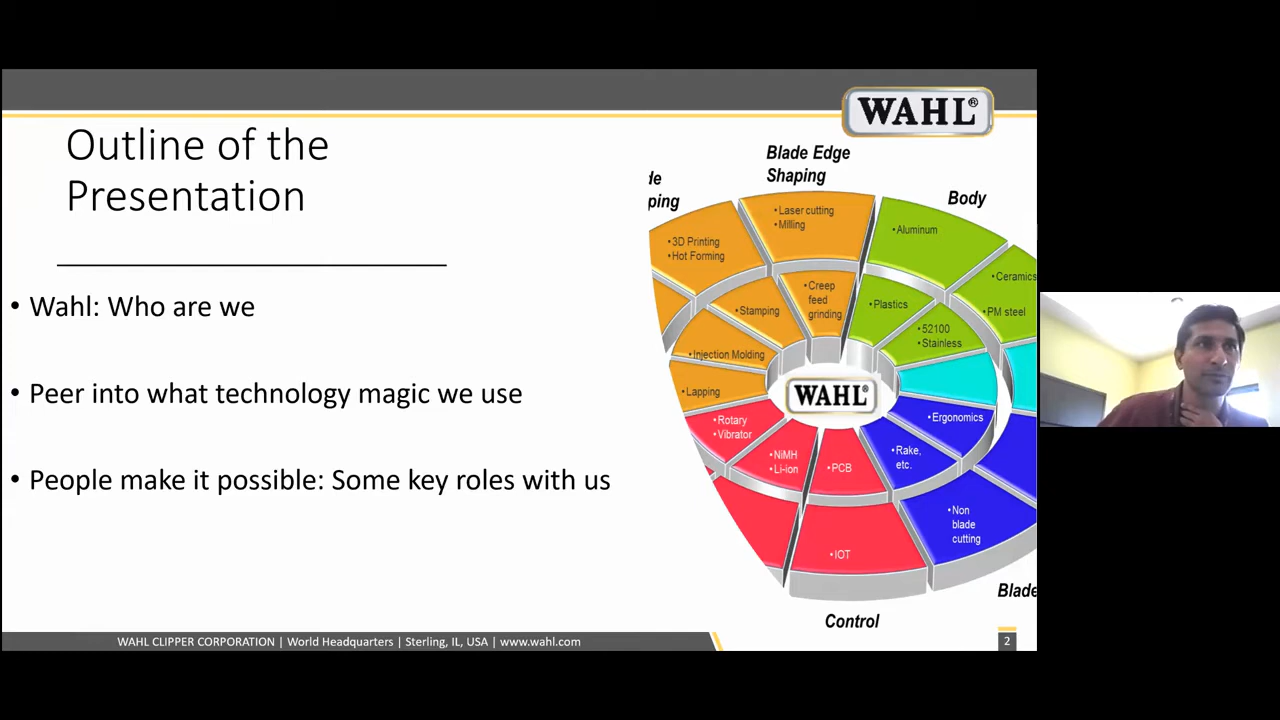 WAHL®
Outline of the
Presentation
• Wahl: Who are we
• Peer into what technology magic we use
• People make it possible: Some key roles with us
Blade Edge
Shaping
Body
• Laser cutting
• Milling
• 3D Printing
• Hot Forming
• Aluminum
• Ceramics
• PM steel
• Creep
feed
grinding
• Stamping
• Plastics
• 52100
• Stainless
• Injection Molding
• Lapping
WAHL®
• Rotary
• Vibrator
• NiMH
• Li-ion
• PCB
• Ergonomics
• Rake,
etc.
• Non
blade
cutting
• IOT
Blade
Control
WAHL CLIPPER CORPORATION | World Headquarters | Sterling, IL, USA | www.wahl.com
2